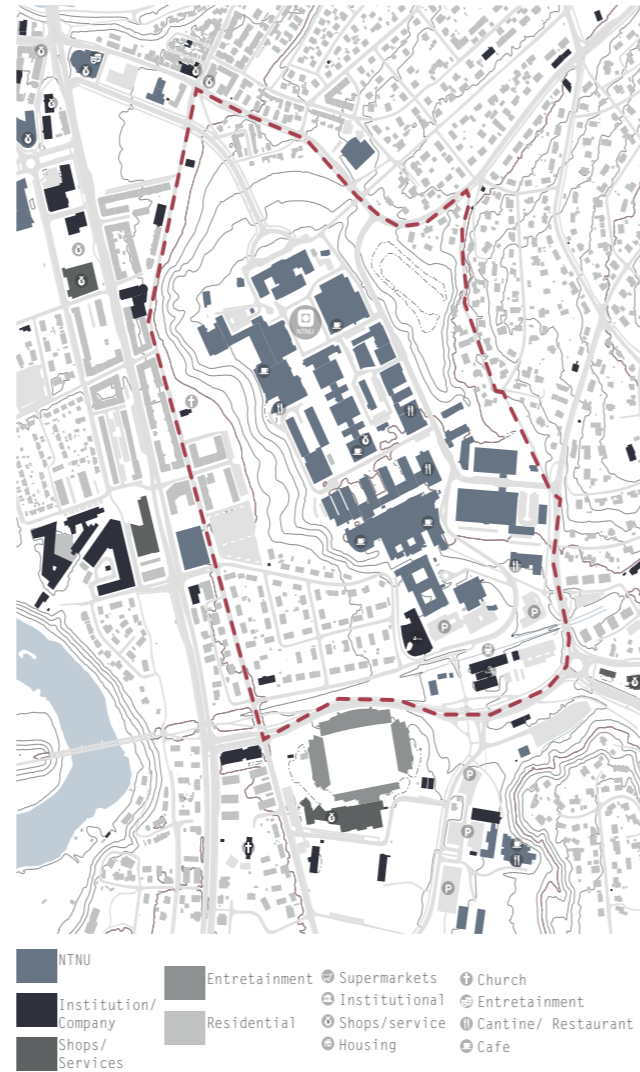 NTNU
P
P
P
P
P
NTNU
Institution/
Company
Shops/
Services
Entretainment
Residential
Supermarkets
Institutional
Shops/service
Housing
Church
Entretainment
Cantine/ Restaurant
Cafe